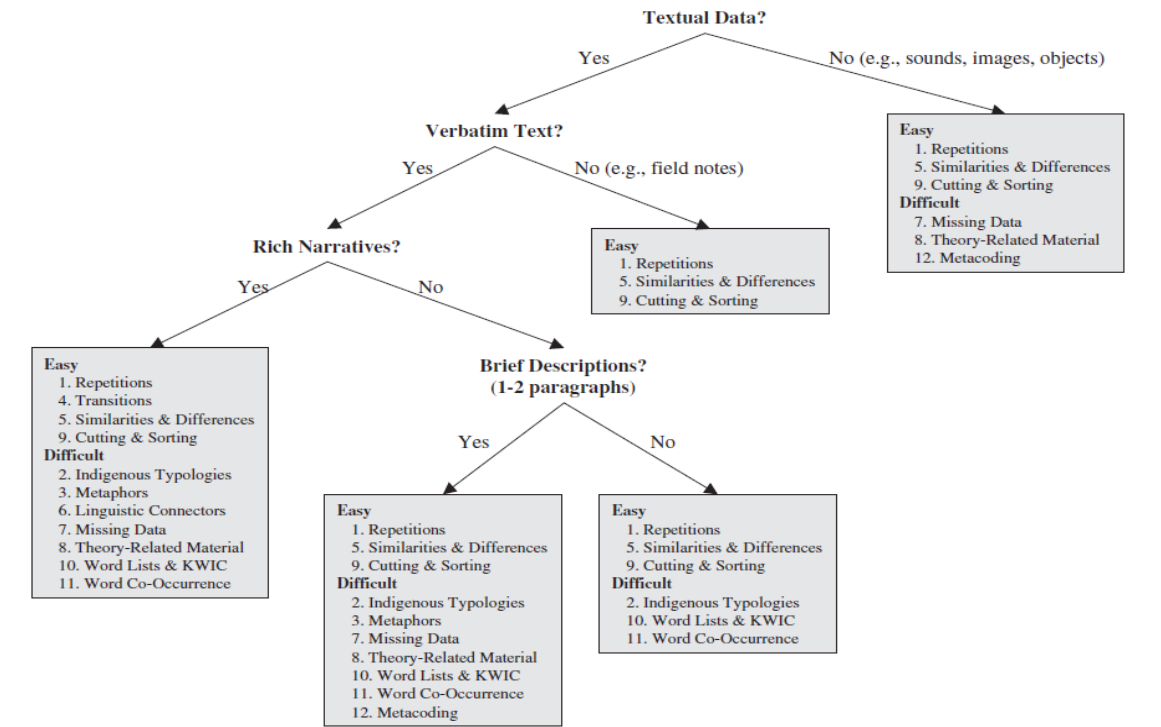 Textual Data?
Yes
No (e.g., sounds, images, objects)
Verbatim Text?
Easy
1. Repetitions
5. Similarities & Differences
9. Cutting & Sorting
Difficult
7. Missing Data
8. Theory-Related Material
12. Metacoding
Yes
No (e.g., field notes)
Rich Narratives?
Easy
1. Repetitions
5. Similarities & Differences
9. Cutting & Sorting
Yes
No
Easy
1. Repetitions
4. Transitions
5. Similarities & Differences
9. Cutting & Sorting
Difficult
2. Indigenous Typologies
3. Metaphors
6. Linguistic Connectors
7. Missing Data
8. Theory-Related Material
10. Word Lists & KWIC
11. Word Co-Occurrence
Brief Descriptions?
(1-2 paragraphs)
Yes
No
Easy
1. Repetitions
5. Similarities & Differences
9. Cutting & Sorting
Difficult
2. Indigenous Typologies
3. Metaphors
7. Missing Data
8. Theory-Related Material
10. Word Lists & KWIC
11. Word Co-Occurrence
12. Metacoding
Easy
1. Repetitions
5. Similarities & Differences
9. Cutting & Sorting
Difficult
2. Indigenous Typologies
10. Word Lists & KWIC
11. Word Co-Occurrence